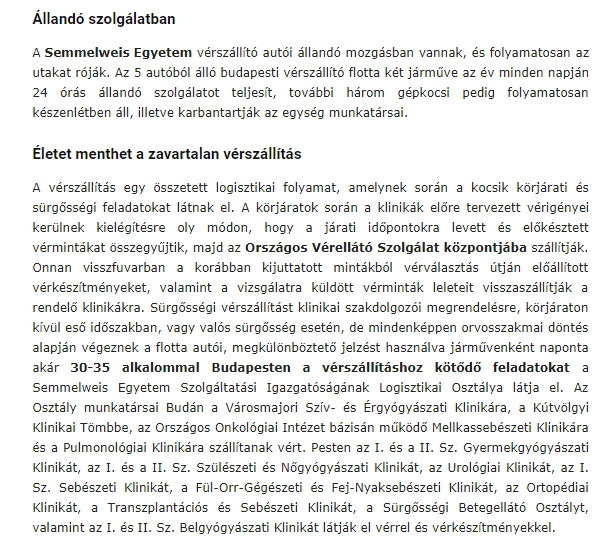 Állandó szolgálatban
A Semmelweis Egyetem vérszállító autói állandó mozgásban vannak, és folyamatosan az
utakat róják. Az 5 autóból álló budapesti vérszállító flotta két járműve az év minden napján
24 órás állandó szolgálatot teljesít, további három gépkocsi pedig folyamatosan
készenlétben áll, illetve karbantartják az egység munkatársai.
Életet menthet a zavartalan vérszállítás
A vérszállítás egy összetett logisztikai folyamat, amelynek során a kocsik körjárati és
sürgősségi feladatokat látnak el. A körjáratok során a klinikák előre tervezett vérigényei
kerülnek kielégítésre oly módon, hogy a járati időpontokra levett és előkészített
vérmintákat összegyűjtik, majd az Országos Vérellátó Szolgálat központjába szállítják.
Onnan visszfuvarban a korábban kijuttatott mintákból vérválasztás útján előállított
vérkészítményeket, valamint a vizsgálatra küldött vérminták leleteit visszaszállítják a
rendelő klinikákra. Sürgősségi vérszállítást klinikai szakdolgozói megrendelésre, körjáraton
kívül eső időszakban, vagy valós sürgősség esetén, de mindenképpen orvosszakmai döntés
alapján végeznek a flotta autói, megkülönböztető jelzést használva járművenként naponta
akár 30-35 alkalommal Budapesten a vérszállításhoz kötődő feladatokat a
Semmelweis Egyetem Szolgáltatási Igazgatóságának Logisztikai Osztálya látja el. Az
Osztály munkatársai Budán a Városmajori Szív- és Érgyógyászati Klinikára, a Kútvölgyi
Klinikai Tömbbe, az Országos Onkológiai Intézet bázisán működő Mellkassebészeti Klinikára
és a Pulmonológiai Klinikára szállítanak vért. Pesten az I. és a II. Sz. Gyermekgyógyászati
Klinikát, az I. és a II. Sz. Szülészeti és Nőgyógyászati Klinikát, az Urológiai Klinikát, az I.
Sz. Sebészeti Klinikát, a Fül-Orr-Gégészeti és Fej-Nyaksebészeti Klinikát, az Ortopédiai
Klinikát, a Transzplantációs és Sebészeti Klinikát, a Sürgősségi Betegellátó Osztályt,
valamint az I. és II. Sz. Belgyógyászati Klinikát látják el vérrel és vérkészítményekkel.